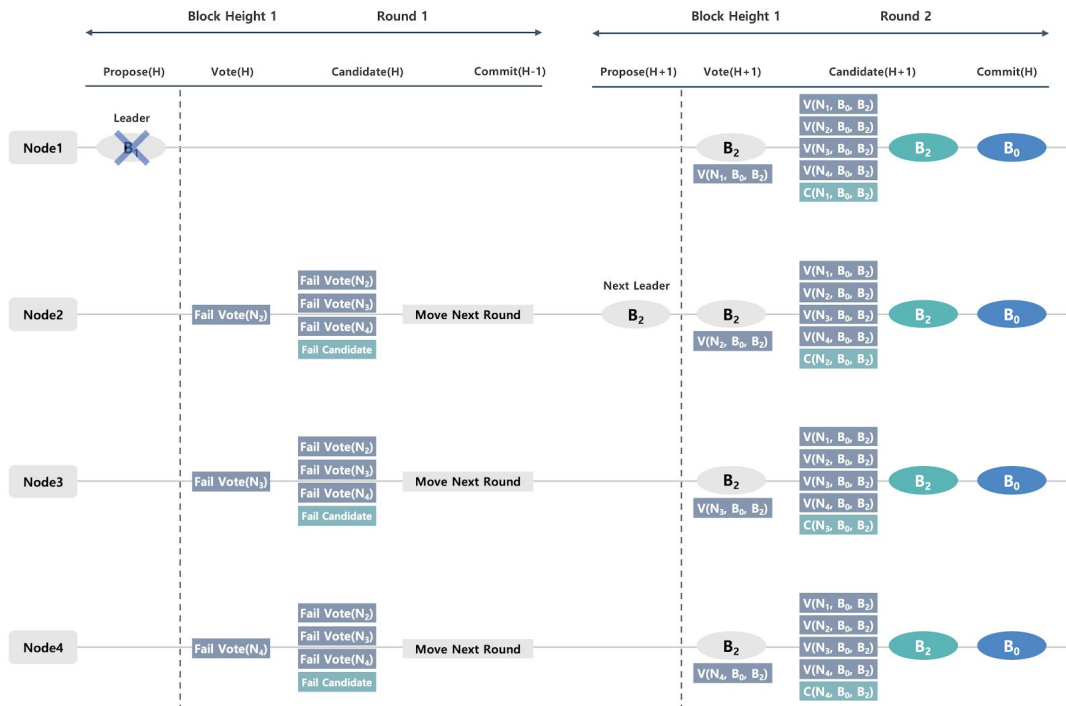 Block Height 1 Round 1 Block Height 1 Round 2
Propose(H) Vote(H) Candidate(H) Commit(H-1) Propose(H+1) Vote(H+1) Candidate(H+1) Commit(H)
Leader
Node1
B₁
B₂
V(N₁, B₀, B₂)
V(N₁, B₀, B₂)
V(N₂, B₀, B₂)
V(N₃, B₀, B₂)
V(N₄, B₀, B₂)
C(N₁, B₀, B₂)
B₂
B₀
Node2
Fail Vote(N₂)
Fail Vote(N₂)
Fail Vote(N₃)
Fail Vote(N₄)
Fail Candidate
Move Next Round
Next Leader
B₂
B₂
V(N₂, B₀, B₂)
V(N₁, B₀, B₂)
V(N₂, B₀, B₂)
V(N₃, B₀, B₂)
V(N₄, B₀, B₂)
C(N₂, B₀, B₂)
B₂
B₀
Node3
Fail Vote(N₃)
Fail Vote(N₂)
Fail Vote(N₃)
Fail Vote(N₄)
Fail Candidate
Move Next Round
B₂
V(N₃, B₀, B₂)
V(N₁, B₀, B₂)
V(N₂, B₀, B₂)
V(N₃, B₀, B₂)
V(N₄, B₀, B₂)
C(N₃, B₀, B₂)
B₂
B₀
Node4
Fail Vote(N₄)
Fail Vote(N₂)
Fail Vote(N₃)
Fail Vote(N₄)
Fail Candidate
Move Next Round
B₂
V(N₄, B₀, B₂)
V(N₁, B₀, B₂)
V(N₂, B₀, B₂)
V(N₃, B₀, B₂)
V(N₄, B₀, B₂)
C(N₄, B₀, B₂)
B₂
B₀